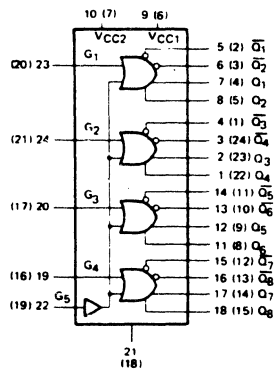 10 (7) 9 (6)
VCC2 VCC1
(20) 23 G1 5 (2) Q̅1
6 (3) Q̅2
7 (4) Q1
8 (5) Q2
(21) 24 G2 4 (1) Q̅3
3 (24) Q̅4
2 (23) Q3
1 (22) Q4
(17) 20 G3 14 (11) Q̅5
13 (10) Q̅6
12 (9) Q5
11 (8) Q6
(16) 19 G4 15 (12) Q̅7
16 (13) Q̅8
17 (14) Q7
18 (15) Q8
(19) 22 G5
21
(18)